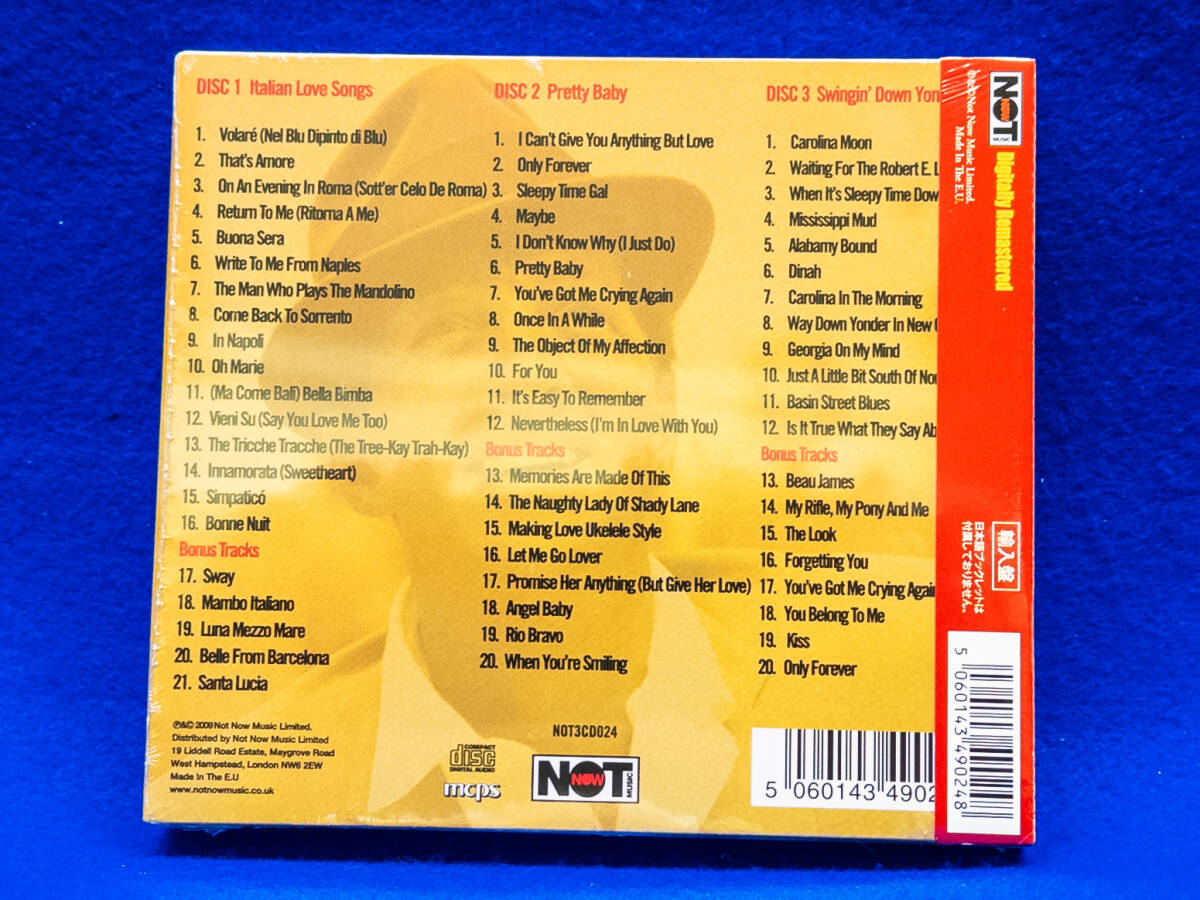 DISC 1 Italian Love Songs
1. Volaré (Nel Blu Dipinto di Blu)
2. That's Amore
3. On An Evening In Roma (Sott'er Celo De Roma)
4. Return To Me (Ritorna A Me)
5. Buona Sera
6. Write To Me From Naples
7. The Man Who Plays The Mandolino
8. Come Back To Sorrento
9. In Napoli
10. Oh Marie
11. (Ma Come Bali) Bella Bimba
12. Vieni Su (Say You Love Me Too)
13. The Tricche Tracche (The Tree-Kay Trah-Kay)
14. Innamorata (Sweetheart)
15. Simpaticó
16. Bonne Nuit
Bonus Tracks
17. Sway
18. Mambo Italiano
19. Luna Mezzo Mare
20. Belle From Barcelona
21. Santa Lucia
℗&© 2009 Not Now Music Limited.
Distributed by Not Now Music Limited
19 Liddell Road Estate, Maygrove Road
West Hampstead, London NW6 2EW
Made In The E.U
www.notnowmusic.co.uk
DISC 2 Pretty Baby
1. I Can't Give You Anything But Love
2. Only Forever
3. Sleepy Time Gal
4. Maybe
5. I Don't Know Why (I Just Do)
6. Pretty Baby
7. You've Got Me Crying Again
8. Once In A While
9. The Object Of My Affection
10. For You
11. It's Easy To Remember
12. Nevertheless (I'm In Love With You)
Bonus Tracks
13. Memories Are Made Of This
14. The Naughty Lady Of Shady Lane
15. Making Love Ukelele Style
16. Let Me Go Lover
17. Promise Her Anything (But Give Her Love)
18. Angel Baby
19. Rio Bravo
20. When You're Smiling
NOT3CD024
COMPACT
disc
DIGITAL AUDIO
mcps
NOT NOW MUSIC
DISC 3 Swingin' Down Yon
1. Carolina Moon
2. Waiting For The Robert E. L
3. When It's Sleepy Time Dow
4. Mississippi Mud
5. Alabamy Bound
6. Dinah
7. Carolina In The Morning
8. Way Down Yonder In New
9. Georgia On My Mind
10. Just A Little Bit South Of Nor
11. Basin Street Blues
12. Is It True What They Say Ab
Bonus Tracks
13. Beau James
14. My Rifle, My Pony And Me
15. The Look
16. Forgetting You
17. You've Got Me Crying Again
18. You Belong To Me
19. Kiss
20. Only Forever
5 060143 4902
NOT NOW MUSIC
Digitally Remastered
℗&©Not Now Music Limited.
Made In The E.U.
輸入盤
日本語ブックレットは
付属しておりません。
5 060143 490248